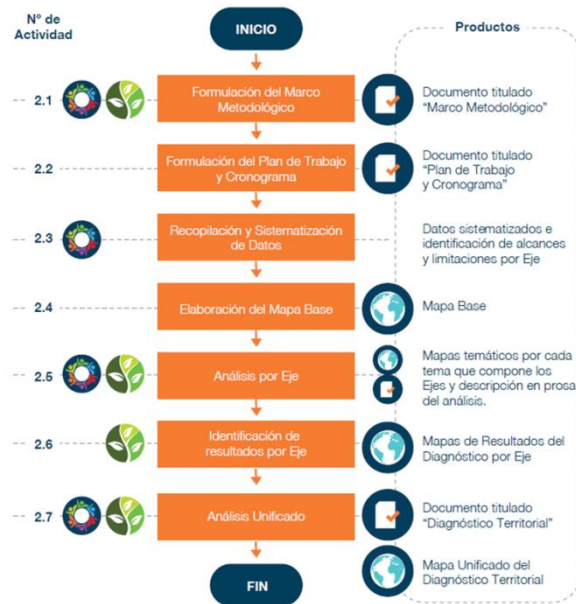 Nº de
Actividad
INICIO
Productos
2.1
Formulación del Marco
Metodológico
Documento titulado
"Marco Metodológico"
2.2
Formulación del Plan de Trabajo
y Cronograma
Documento titulado
"Plan de Trabajo
y Cronograma"
2.3
Recopilación y Sistematización
de Datos
Datos sistematizados e
identificación de alcances
y limitaciones por Eje
2.4
Elaboración del Mapa Base
Mapa Base
2.5
Análisis por Eje
Mapas temáticos por cada
tema que compone los
Ejes y descripción en prosa
del análisis.
2.6
Identificación de
resultados por Eje
Mapas de Resultados del
Diagnóstico por Eje
2.7
Análisis Unificado
Documento titulado
"Diagnóstico Territorial"
FIN
Mapa Unificado del
Diagnóstico Territorial